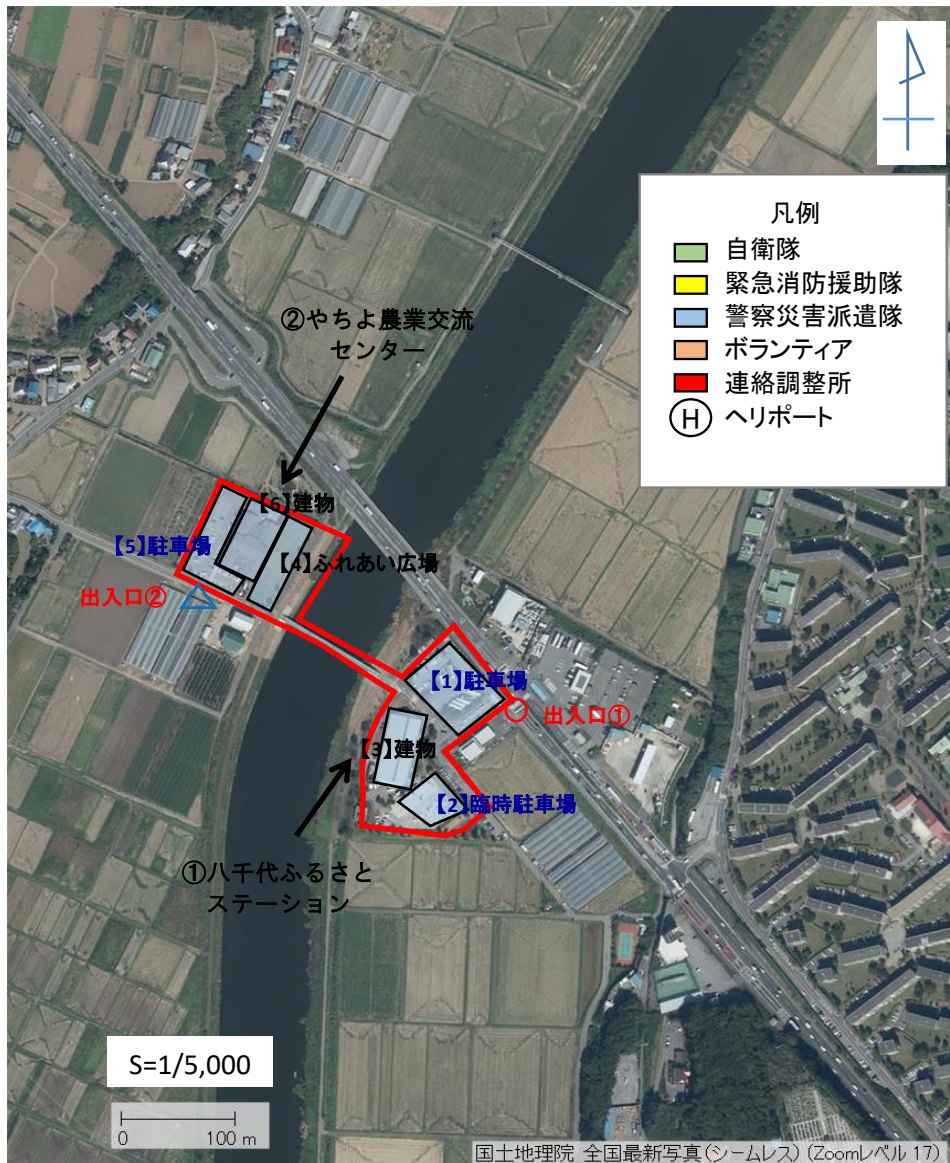 凡例
自衛隊
緊急消防援助隊
警察災害派遣隊
ボランティア
連絡調整所
H ヘリポート
②やちよ農業交流
センター
【6】建物
【5】駐車場
【4】ふれあい広場
出入口②
【1】駐車場
出入口①
【3】建物
【2】臨時駐車場
①八千代ふるさと
ステーション
S=1/5,000
0 100 m
国土地理院 全国最新写真(シームレス) (Zoomレベル 17)